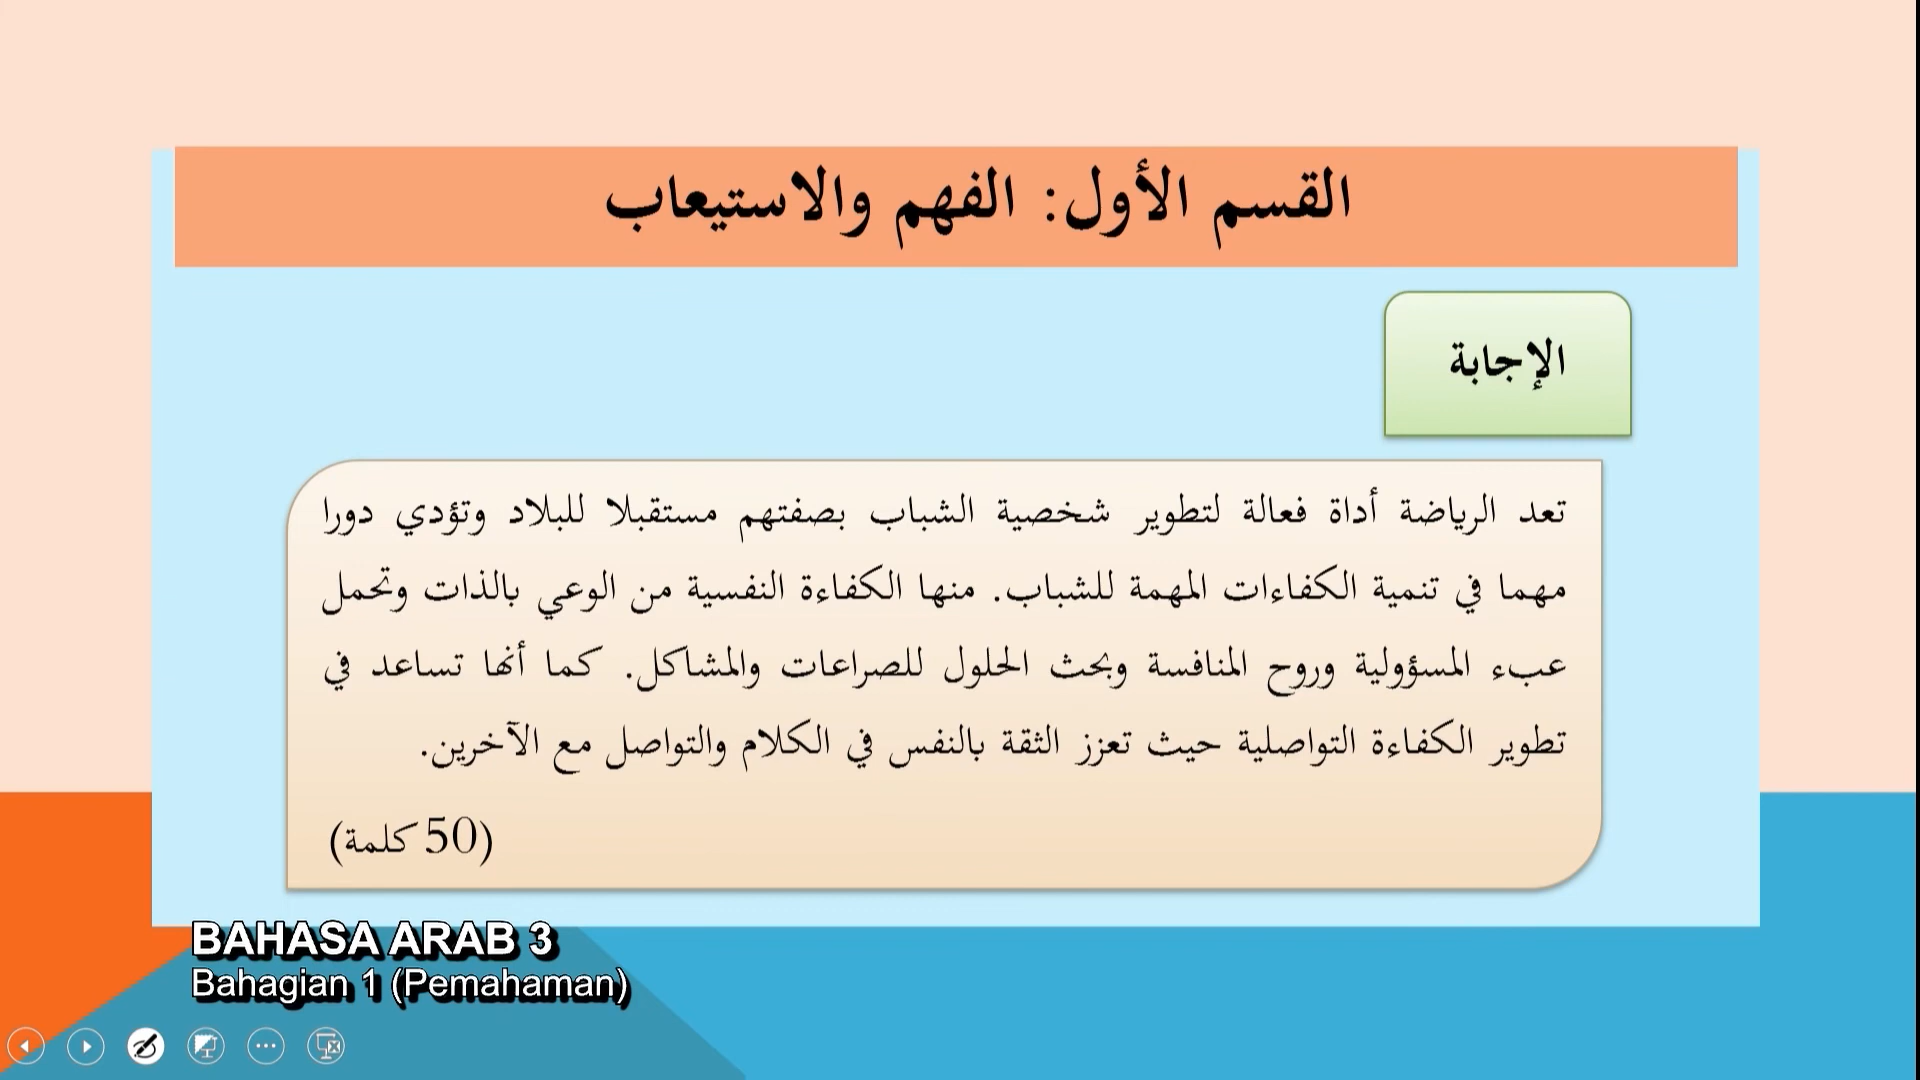 القسم الأول: الفهم والاستيعاب
الإجابة
تعد الرياضة أداة فعالة لتطوير شخصية الشباب بصفتهم مستقبلا للبلاد وتؤدي دورا
مهما في تنمية الكفاءات المهمة للشباب. منها الكفاءة النفسية من الوعي بالذات وتحمل
عبء المسؤولية وروح المنافسة وبحث الحلول للصراعات والمشاكل. كما أنها تساعد في
تطوير الكفاءة التواصلية حيث تعزز الثقة بالنفس في الكلام والتواصل مع الآخرين.
(50 كلمة)
BAHASA ARAB 3
Bahagian 1 (Pemahaman)